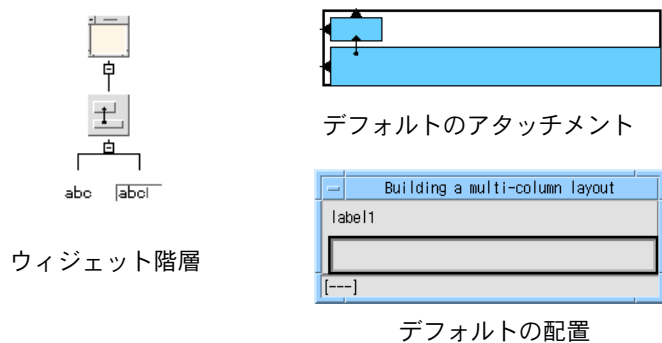 abc
abc
ウィジェット階層
デフォルトのアタッチメント
Building a multi-column layout
label1
[---]
デフォルトの配置